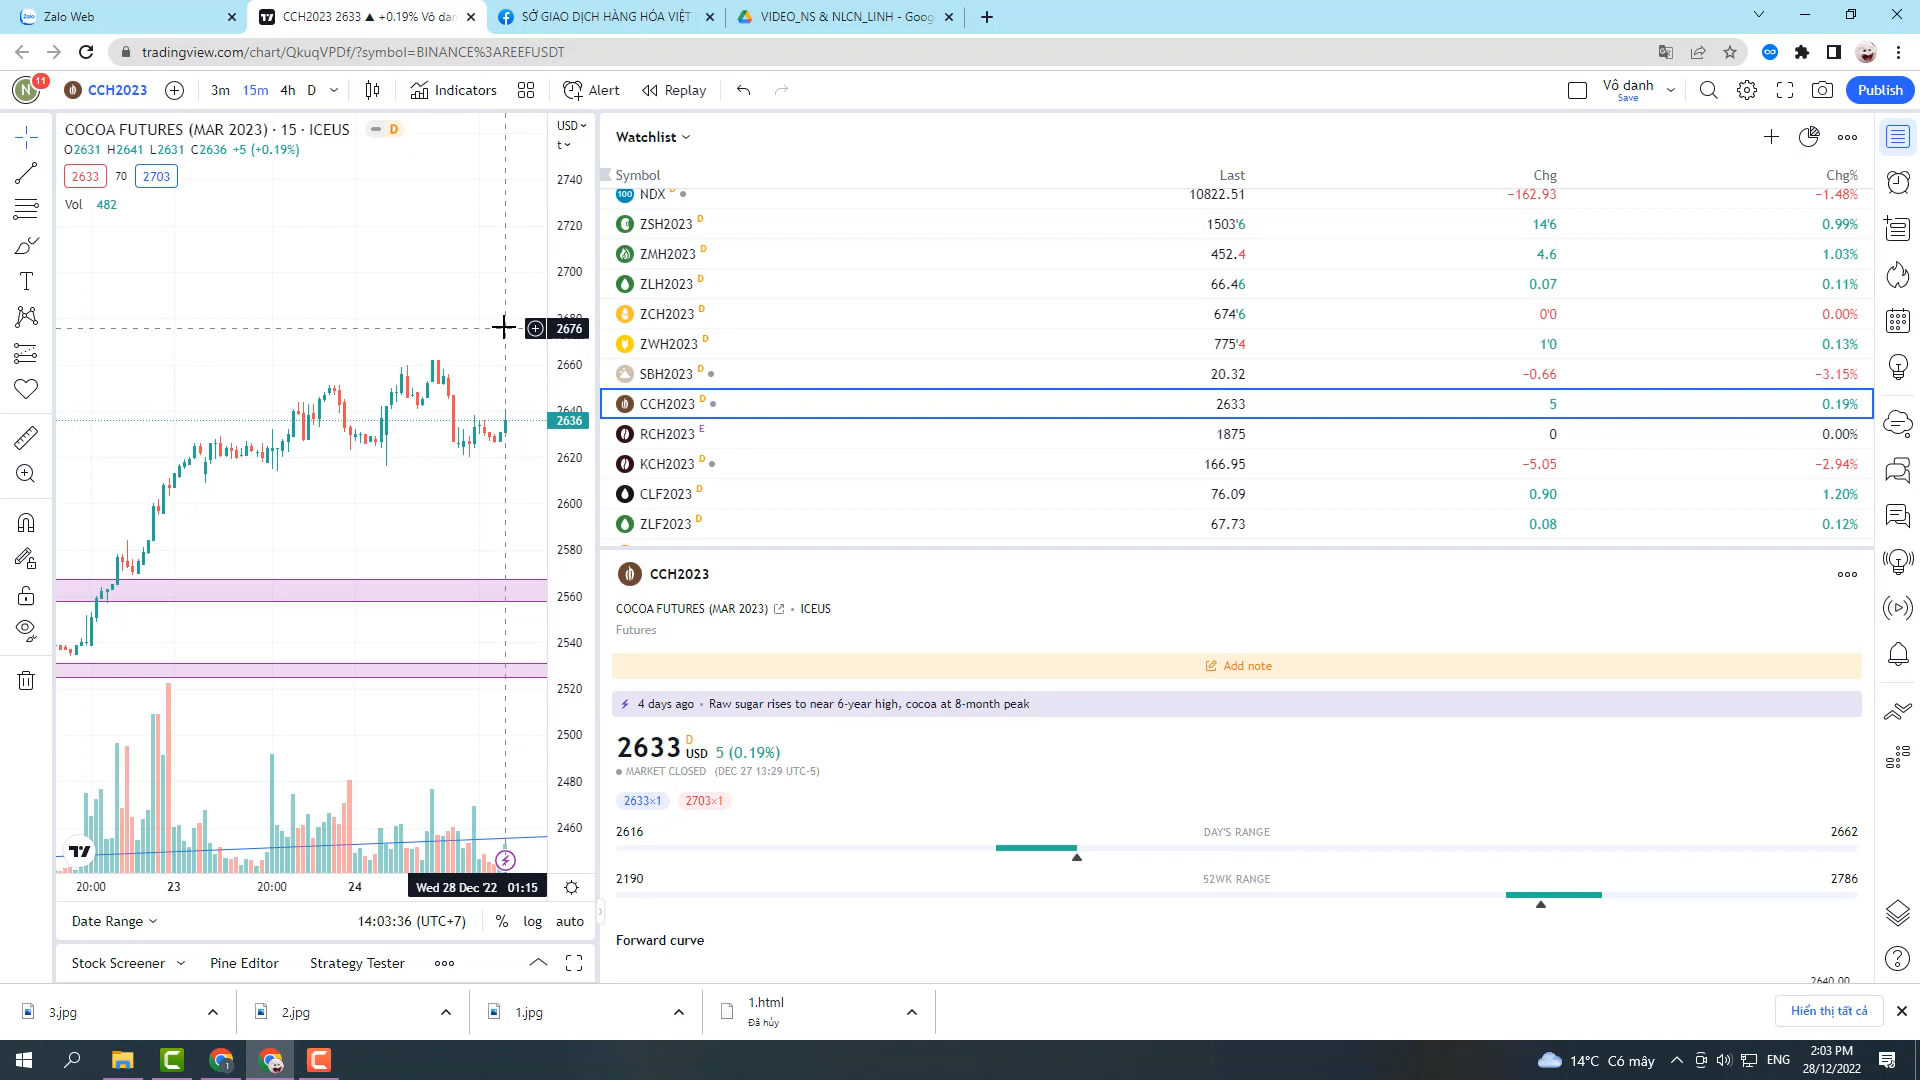 Zalo Web
CCH2023 2633 ▲ +0.19% Vô dan
SỞ GIAO DỊCH HÀNG HÓA VIỆT
VIDEO_NS & NLCN_LINH - Goog
tradingview.com/chart/QkuqVPDf/?symbol=BINANCE%3AREEFUSDT
N 11
CCH2023
3m 15m 4h D
Indicators
Alert
Replay
Vô danh
Save
Publish
COCOA FUTURES (MAR 2023) · 15 · ICEUS
D
O2631 H2641 L2631 C2636 +5 (+0.19%)
2633 70 2703
Vol 482
USD
t
2740
2720
2700
2676
2660
2636
2620
2600
2580
2560
2540
2520
2500
2480
2460
20:00 23 20:00 24 Wed 28 Dec '22 01:15
Date Range
14:03:36 (UTC+7)
% log auto
Stock Screener
Pine Editor
Strategy Tester
Watchlist
Symbol Last Chg Chg%
100 NDX D 10822.51 −162.93 −1.48%
ZSH2023 D 1503'6 14'6 0.99%
ZMH2023 D 452.4 4.6 1.03%
ZLH2023 D 66.46 0.07 0.11%
ZCH2023 D 674'6 0'0 0.00%
ZWH2023 D 775'4 1'0 0.13%
SBH2023 D 20.32 −0.66 −3.15%
CCH2023 D 2633 5 0.19%
RCH2023 E 1875 0 0.00%
KCH2023 D 166.95 −5.05 −2.94%
CLF2023 D 76.09 0.90 1.20%
ZLF2023 D 67.73 0.08 0.12%
CCH2023
COCOA FUTURES (MAR 2023) • ICEUS
Futures
Add note
4 days ago • Raw sugar rises to near 6-year high, cocoa at 8-month peak
2633 D USD 5 (0.19%)
MARKET CLOSED (DEC 27 13:29 UTC-5)
2633×1 2703×1
2616 DAY'S RANGE 2662
2190 52WK RANGE 2786
Forward curve
2640.00
3.jpg
2.jpg
1.jpg
1.html
Đã hủy
Hiển thị tất cả
14°C Có mây
ENG
2:03 PM
28/12/2022